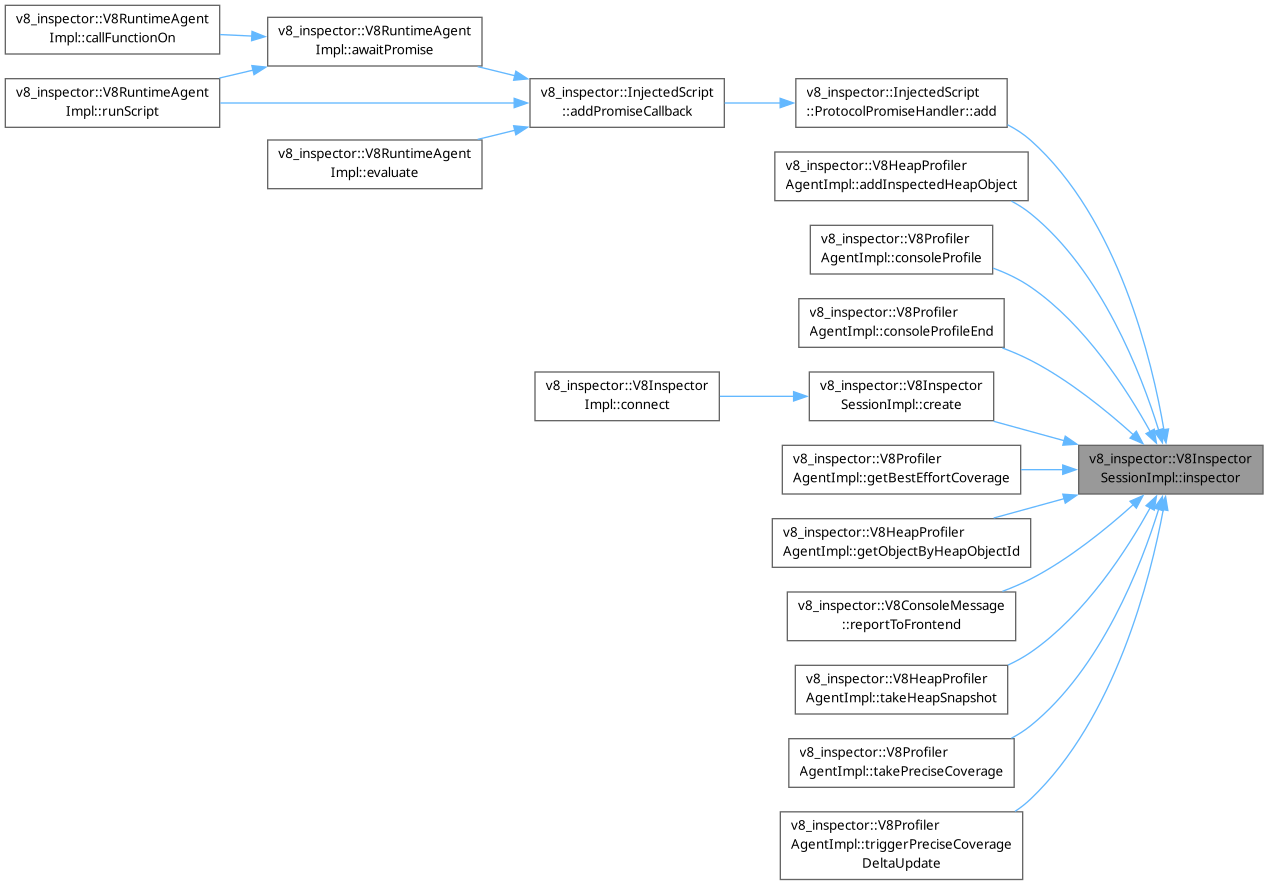 v8_inspector::V8RuntimeAgent
Impl::callFunctionOn
v8_inspector::V8RuntimeAgent
Impl::awaitPromise
v8_inspector::V8RuntimeAgent
Impl::runScript
v8_inspector::InjectedScript
::addPromiseCallback
v8_inspector::InjectedScript
::ProtocolPromiseHandler::add
v8_inspector::V8RuntimeAgent
Impl::evaluate
v8_inspector::V8HeapProfiler
AgentImpl::addInspectedHeapObject
v8_inspector::V8Profiler
AgentImpl::consoleProfile
v8_inspector::V8Profiler
AgentImpl::consoleProfileEnd
v8_inspector::V8Inspector
Impl::connect
v8_inspector::V8Inspector
SessionImpl::create
v8_inspector::V8Profiler
AgentImpl::getBestEffortCoverage
v8_inspector::V8Inspector
SessionImpl::inspector
v8_inspector::V8HeapProfiler
AgentImpl::getObjectByHeapObjectId
v8_inspector::V8ConsoleMessage
::reportToFrontend
v8_inspector::V8HeapProfiler
AgentImpl::takeHeapSnapshot
v8_inspector::V8Profiler
AgentImpl::takePreciseCoverage
v8_inspector::V8Profiler
AgentImpl::triggerPreciseCoverage
DeltaUpdate